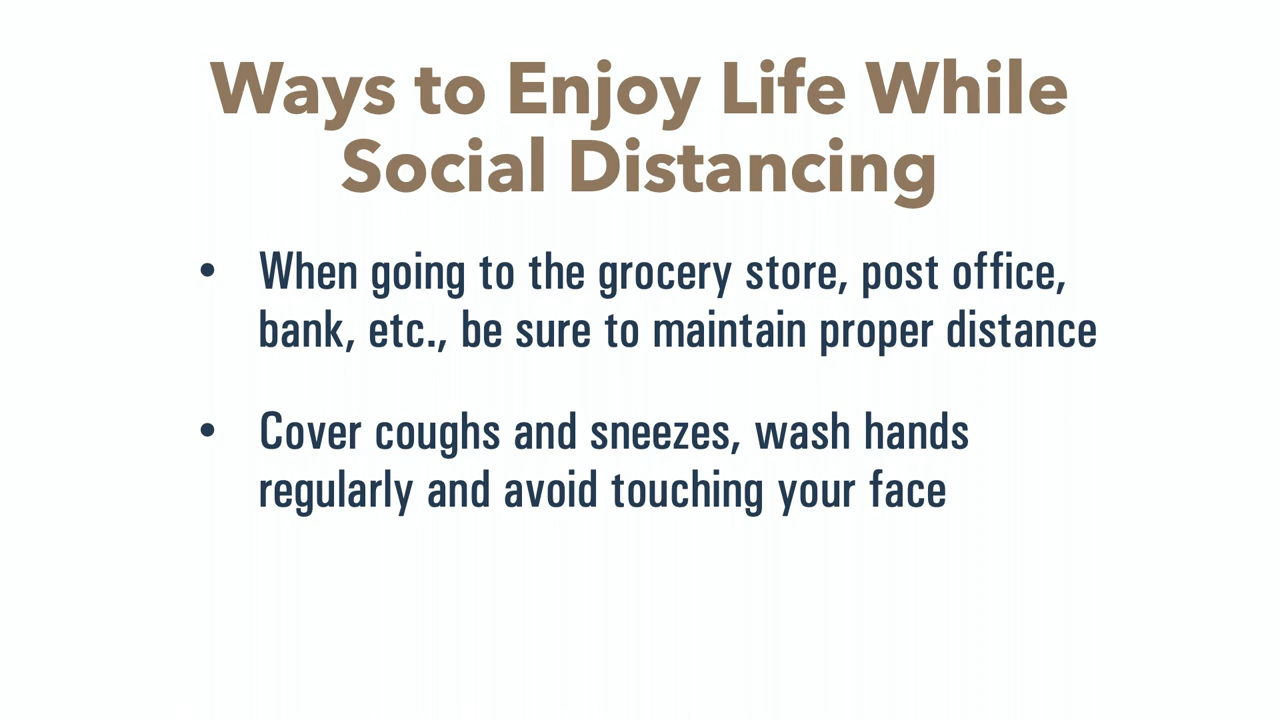 Ways to Enjoy Life While
Social Distancing
• When going to the grocery store, post office,
bank, etc., be sure to maintain proper distance
• Cover coughs and sneezes, wash hands
regularly and avoid touching your face